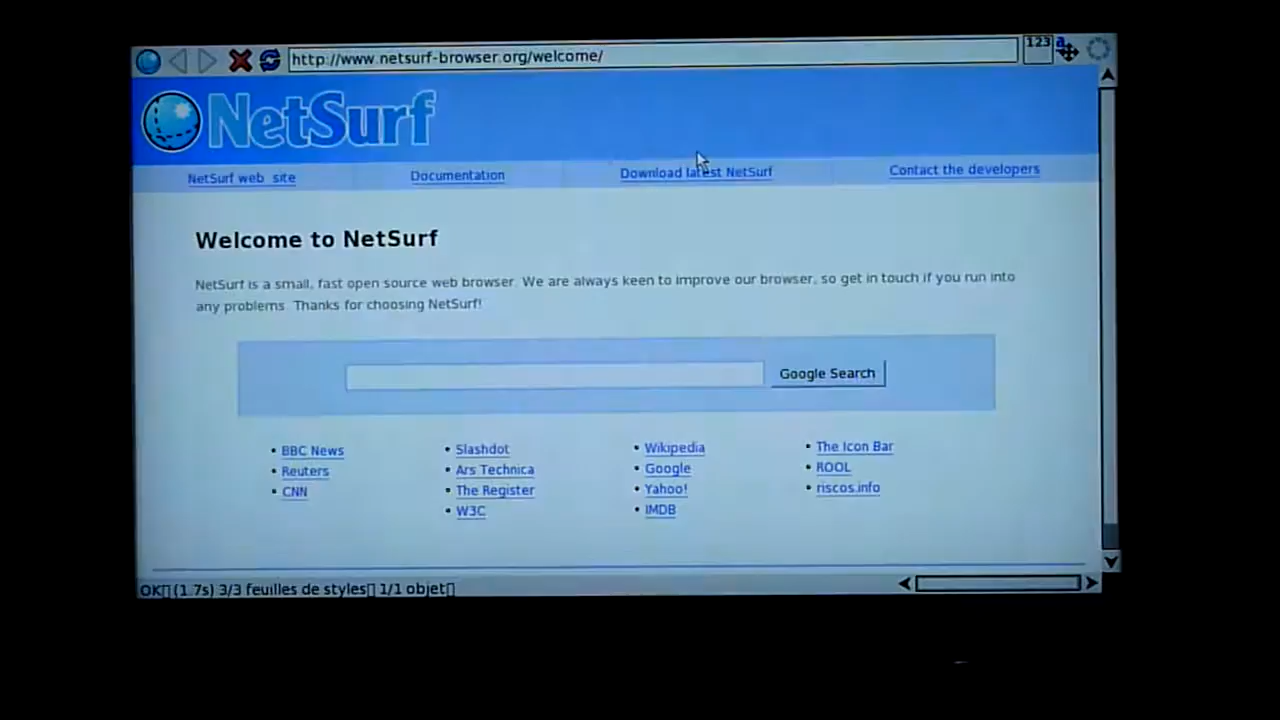 http://www.netsurf-browser.org/welcome/
123
a
NetSurf
NetSurf web site Documentation Download latest NetSurf Contact the developers
Welcome to NetSurf
NetSurf is a small, fast open source web browser. We are always keen to improve our browser, so get in touch if you run into
any problems. Thanks for choosing NetSurf!
Google Search
• BBC News • Slashdot • Wikipedia • The Icon Bar
• Reuters • Ars Technica • Google • ROOL
• CNN • The Register • Yahoo! • riscos.info
• W3C • IMDB
OK▯ (1.7s) 3/3 feuilles de styles▯ 1/1 objet▯